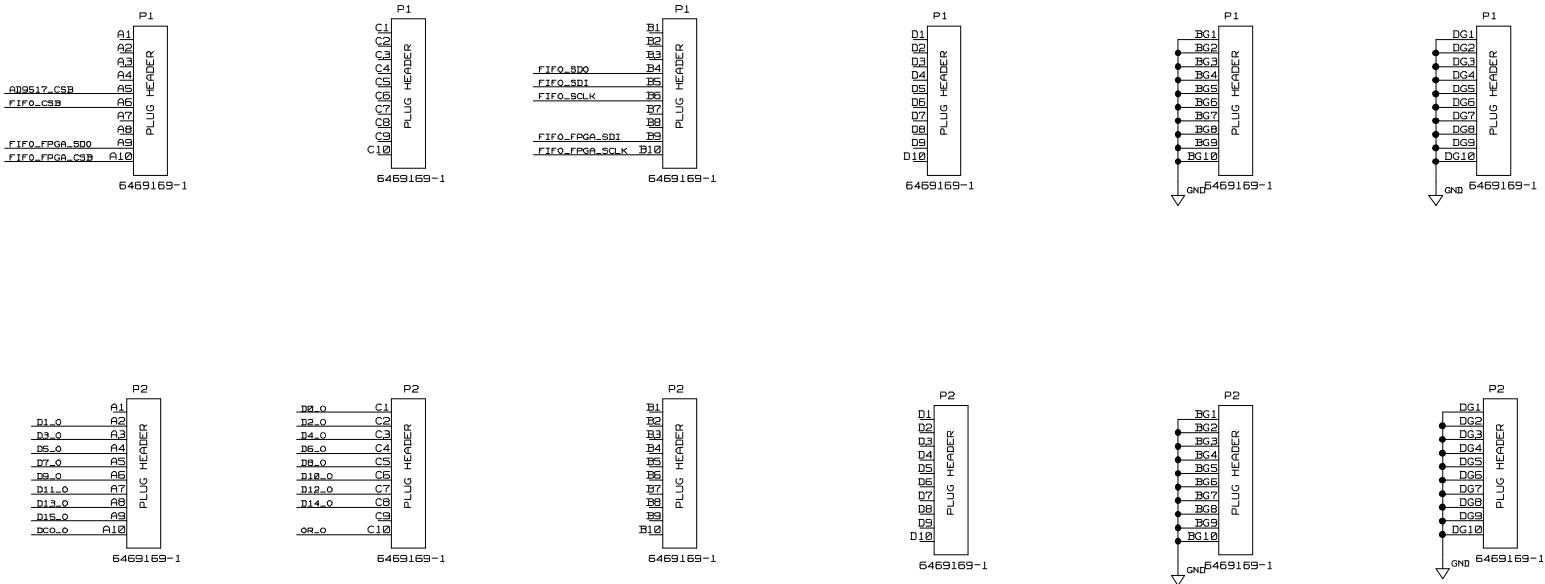 P1
A1
A2
A3
A4
AD9517_CSB A5
FIFO_CSB A6
A7
A8
FIFO_FPGA_SDO A9
FIFO_FPGA_CSB A10
PLUG HEADER
6469169-1
P1
C1
C2
C3
C4
C5
C6
C7
C8
C9
C10
PLUG HEADER
6469169-1
P1
B1
B2
B3
FIFO_SDO B4
FIFO_SDI B5
FIFO_SCLK B6
B7
B8
FIFO_FPGA_SDI B9
FIFO_FPGA_SCLK B10
PLUG HEADER
6469169-1
P1
D1
D2
D3
D4
D5
D6
D7
D8
D9
D10
PLUG HEADER
6469169-1
P1
BG1
BG2
BG3
BG4
BG5
BG6
BG7
BG8
BG9
BG10
PLUG HEADER
GND
6469169-1
P1
DG1
DG2
DG3
DG4
DG5
DG6
DG7
DG8
DG9
DG10
PLUG HEADER
GND
6469169-1
P2
A1
D1_O A2
D3_O A3
D5_O A4
D7_O A5
D9_O A6
D11_O A7
D13_O A8
D15_O A9
DCO_O A10
PLUG HEADER
6469169-1
P2
D0_O C1
D2_O C2
D4_O C3
D6_O C4
D8_O C5
D10_O C6
D12_O C7
D14_O C8
C9
OR_O C10
PLUG HEADER
6469169-1
P2
B1
B2
B3
B4
B5
B6
B7
B8
B9
B10
PLUG HEADER
6469169-1
P2
D1
D2
D3
D4
D5
D6
D7
D8
D9
D10
PLUG HEADER
6469169-1
P2
BG1
BG2
BG3
BG4
BG5
BG6
BG7
BG8
BG9
BG10
PLUG HEADER
GND
6469169-1
P2
DG1
DG2
DG3
DG4
DG5
DG6
DG7
DG8
DG9
DG10
PLUG HEADER
GND
6469169-1